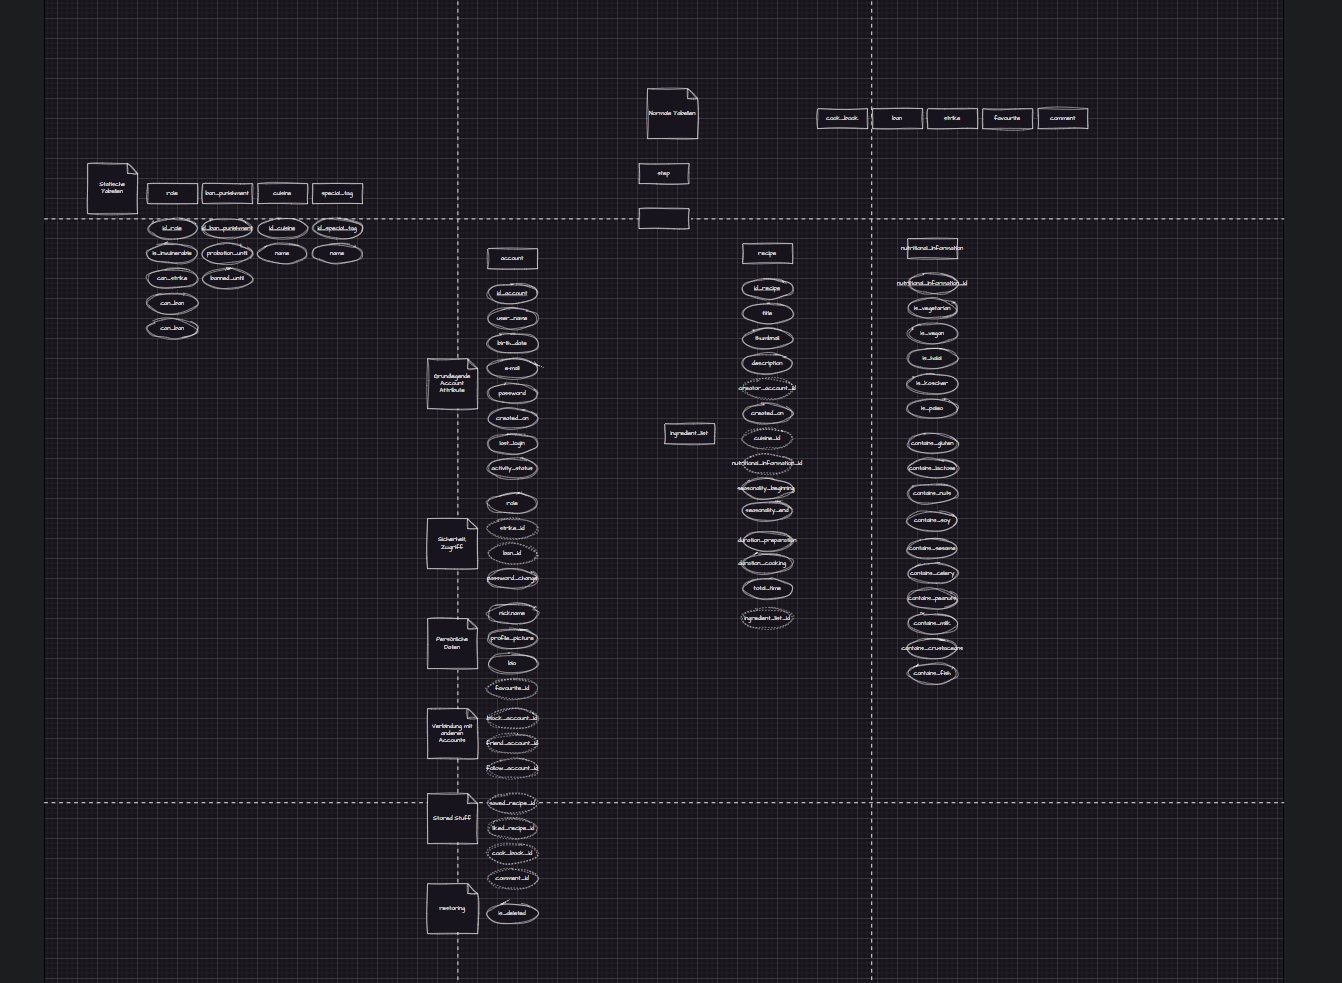 Normale Tabellen
cook_book
ban
strike
favourite
comment
step
Statische
Tabellen
role
ban_punishment
cuisine
special_tag
id_role
id_ban_punishment
id_cuisine
id_special_tag
is_invulnerable
probation_until
name
name
can_strike
banned_until
can_ban
can_ban
account
id_account
user_name
birth_date
e-mail
password
created_on
last_login
activity_status
Grundlegende
Account
Attribute
role
strike_id
ban_id
password_change
Sicherheit,
Zugriff
nickname
profile_picture
bio
favourite_id
Persönliche
Daten
block_account_id
friend_account_id
follow_account_id
Verbindung mit
anderen
Accounts
saved_recipe_id
liked_recipe_id
cook_book_id
comment_id
Stored Stuff
restoring
is_deleted
ingredient_list
recipe
id_recipe
title
thumbnail
description
creator_account_id
created_on
cuisine_id
nutritional_information_id
seasonality_beginning
seasonality_end
duration_preparation
duration_cooking
total_time
ingredient_list_id
nutritional_information
nutritional_information_id
is_vegetarian
is_vegan
is_halal
is_koscher
is_paleo
contains_gluten
contains_lactose
contains_nuts
contains_soy
contains_sesame
contains_celery
contains_peanuts
contains_milk
contains_crustaceans
contains_fish